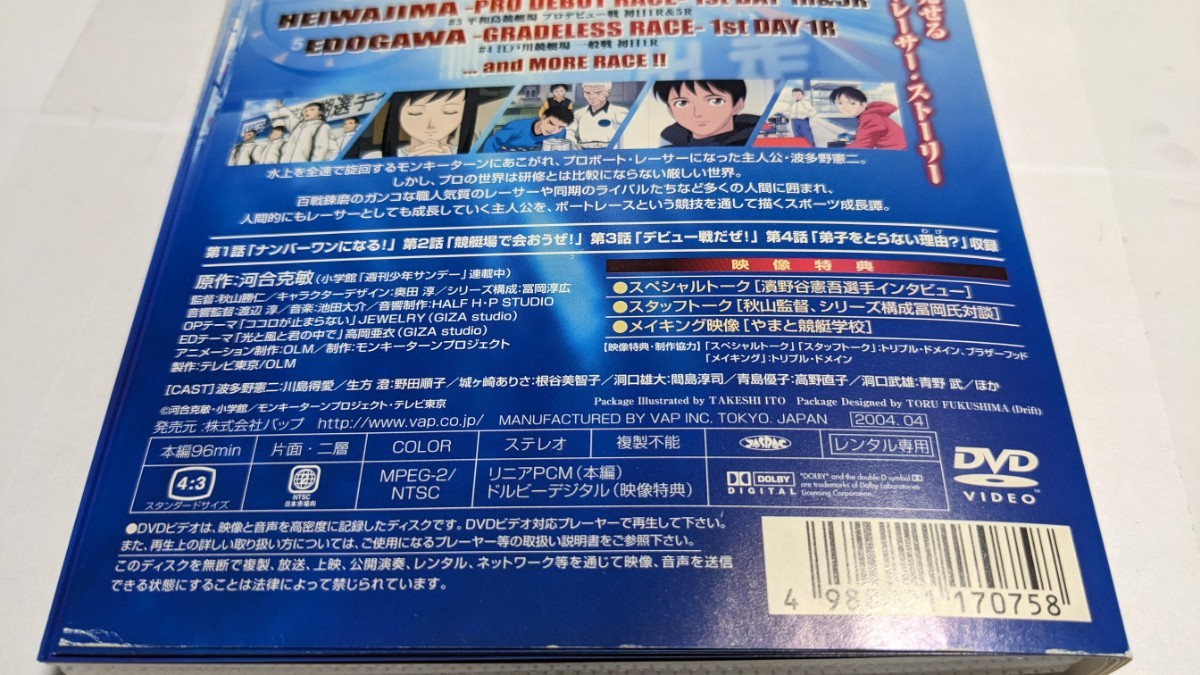 HEIWAJIMA -PRO DEBUT RACE- 1st DAY 1R&5R
#3 平和島競艇場 プロデビュー戦 初日1R&5R
EDOGAWA -GRADELESS RACE- 1st DAY 1R
#4 江戸川競艇場 一般戦 初日1R
... and MORE RACE !!
せる
レーサー・ストーリー
選手
水上を全速で旋回するモンキーターンにあこがれ、プロボート・レーサーになった主人公・波多野憲二。
しかし、プロの世界は研修とは比較にならない厳しい世界。
百戦錬磨のガンコな職人気質のレーサーや同期のライバルたちなど多くの人間に囲まれ、
人間的にもレーサーとしても成長していく主人公を、ボートレースという競技を通して描くスポーツ成長譚。
第1話「ナンバーワンになる!」 第2話「競艇場で会おうぜ!」 第3話「デビュー戦だぜ!」 第4話「弟子をとらない理由?」収録
わけ
原作:河合克敏(小学館「週刊少年サンデー」連載中)
監督:秋山勝仁/キャラクターデザイン:奥田 淳/シリーズ構成:冨岡淳広
音響監督:渡辺 淳/音楽:池田大介/音響制作:HALF H・P STUDIO
OPテーマ「ココロが止まらない」JEWELRY(GIZA studio)
EDテーマ「光と風と君の中で」高岡亜衣(GIZA studio)
アニメーション制作:OLM/制作:モンキーターンプロジェクト
製作:テレビ東京/OLM
映像特典
●スペシャルトーク[濱野谷憲吾選手インタビュー]
●スタッフトーク[秋山監督、シリーズ構成冨岡氏対談]
●メイキング映像[やまと競艇学校]
【映像特典・制作協力】「スペシャルトーク」「スタッフトーク」:トリプル・ドメイン、ブラザーフッド
「メイキング」:トリプル・ドメイン
[CAST]波多野憲二:川島得愛/生方 澄:野田順子/城ヶ崎ありさ:根谷美智子/洞口雄大:間島淳司/青島優子:高野直子/洞口武雄:青野 武/ほか
Package Illustrated by TAKESHI ITO Package Designed by TORU FUKUSHIMA (Drift)
©河合克敏・小学館/モンキーターンプロジェクト・テレビ東京
発売元:株式会社バップ http://www.vap.co.jp/ MANUFACTURED BY VAP INC. TOKYO. JAPAN 2004.04
本編96min 片面・二層 COLOR ステレオ 複製不能 JASRAC レンタル専用
4:3 スタンダードサイズ
2 NTSC 日本市場向
MPEG-2/
NTSC
リニアPCM(本編)
ドルビーデジタル(映像特典)
DOLBY DIGITAL
"DOLBY" and the double D symbol
are trademarks of Dolby Laboratories
Licensing Corporation.
DVD VIDEO
●DVDビデオは、映像と音声を高密度に記録したディスクです。DVDビデオ対応プレーヤーで再生して下さい。
また、再生上の詳しい取り扱い方については、ご使用になるプレーヤー等の取扱い説明書をご参照下さい。
このディスクを無断で複製、放送、上映、公開演奏、レンタル、ネットワーク等を通じて映像、音声を送信
できる状態にすることは法律によって禁じられています。
170758